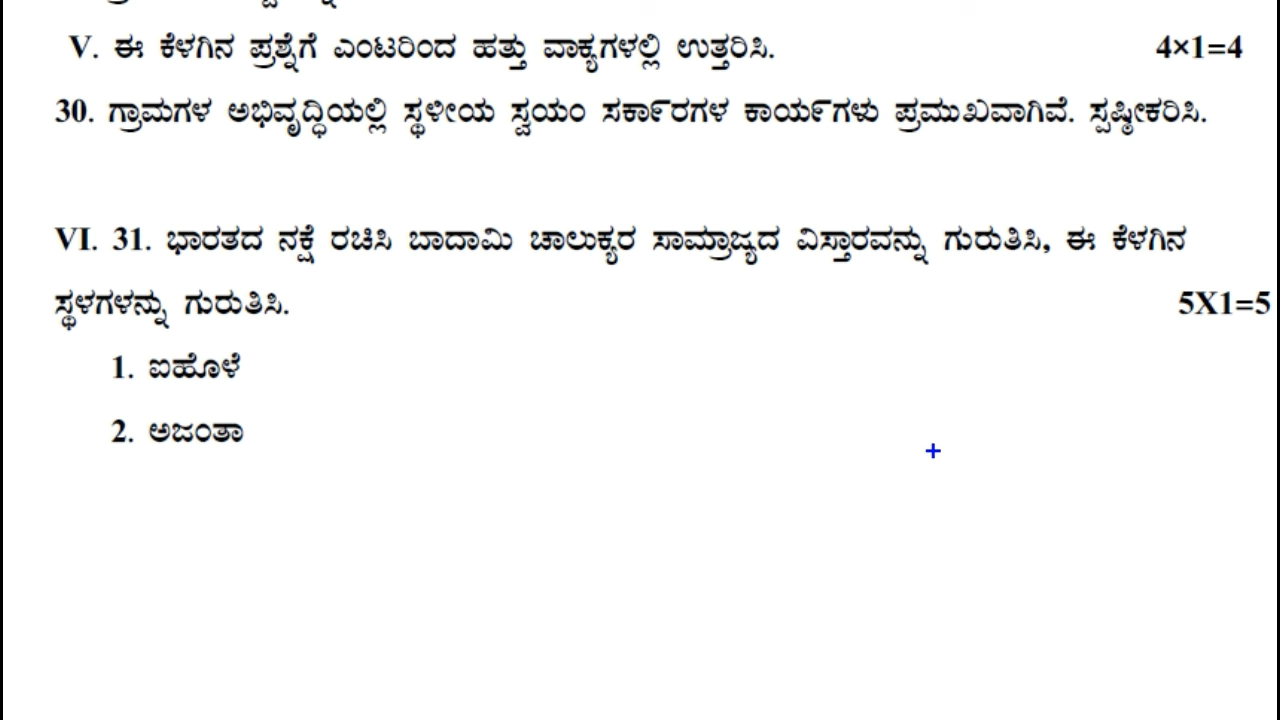 V. ಈ ಕೆಳಗಿನ ಪ್ರಶ್ನೆಗೆ ಎಂಟರಿಂದ ಹತ್ತು ವಾಕ್ಯಗಳಲ್ಲಿ ಉತ್ತರಿಸಿ. 4×1=4
30. ಗ್ರಾಮಗಳ ಅಭಿವೃದ್ಧಿಯಲ್ಲಿ ಸ್ಥಳೀಯ ಸ್ವಯಂ ಸರ್ಕಾರಗಳ ಕಾರ್ಯಗಳು ಪ್ರಮುಖವಾಗಿವೆ. ಸ್ಪಷ್ಠೀಕರಿಸಿ.
VI. 31. ಭಾರತದ ನಕ್ಷೆ ರಚಿಸಿ ಬಾದಾಮಿ ಚಾಲುಕ್ಯರ ಸಾಮ್ರಾಜ್ಯದ ವಿಸ್ತಾರವನ್ನು ಗುರುತಿಸಿ, ಈ ಕೆಳಗಿನ
ಸ್ಥಳಗಳನ್ನು ಗುರುತಿಸಿ. 5X1=5
1. ಐಹೊಳೆ
2. ಅಜಂತಾ